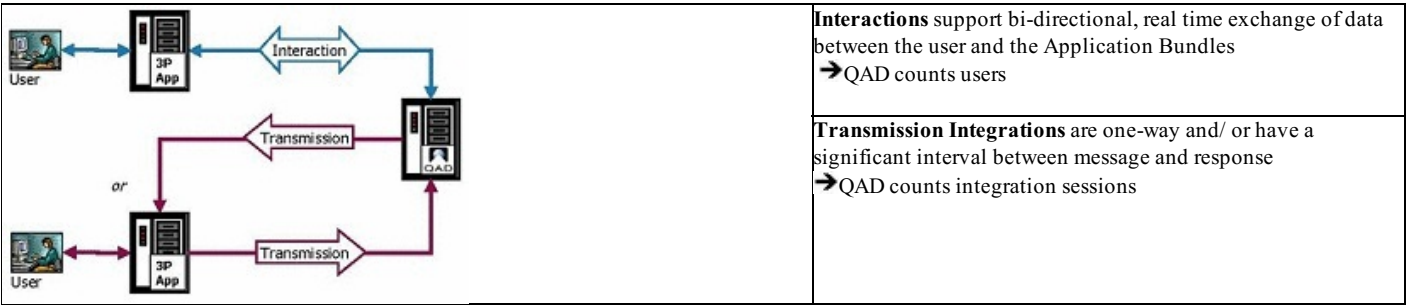 Interaction
3P
App
User
Transmission
QAD
or
Transmission
3P
App
User
Interactions support bi-directional, real time exchange of data
between the user and the Application Bundles
➔QAD counts users
Transmission Integrations are one-way and/ or have a
significant interval between message and response
➔QAD counts integration sessions